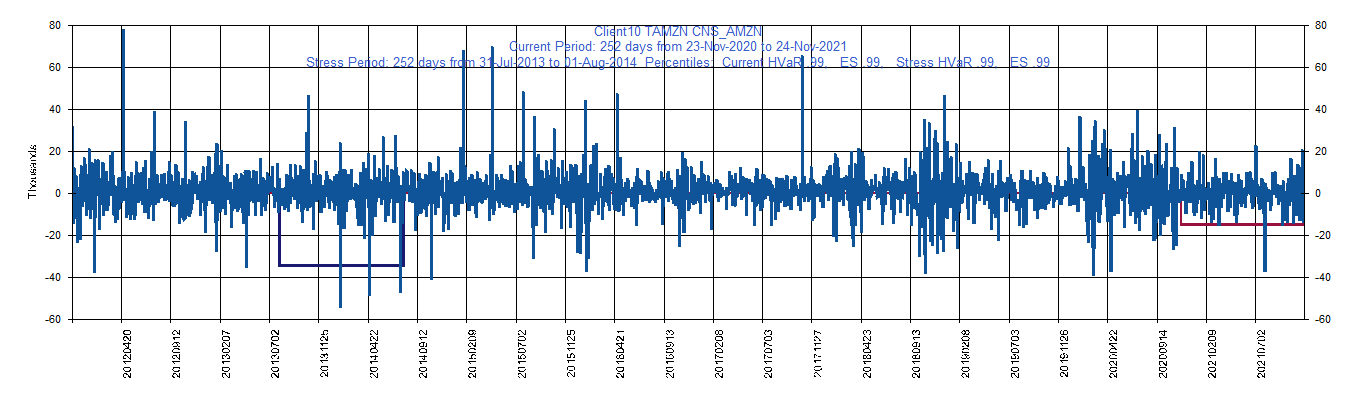 Client10 TAMZN CNS_AMZN
Current Period: 252 days from 23-Nov-2020 to 24-Nov-2021
Stress Period: 252 days from 31-Jul-2013 to 01-Aug-2014 Percentiles: Current HVaR .99, ES .99, Stress HVaR .99, ES .99
80 80
60 60
40 40
20 20
0 0
-20 -20
-40 -40
-60 -60
Thousands
20120420 20120912 20130207 20130702 20131125 20140422 20140912 20150209 20150702 20151125 20160421 20160913 20170208 20170703 20171127 20180423 20180913 20190208 20190703 20191126 20200422 20200914 20210209 20210702